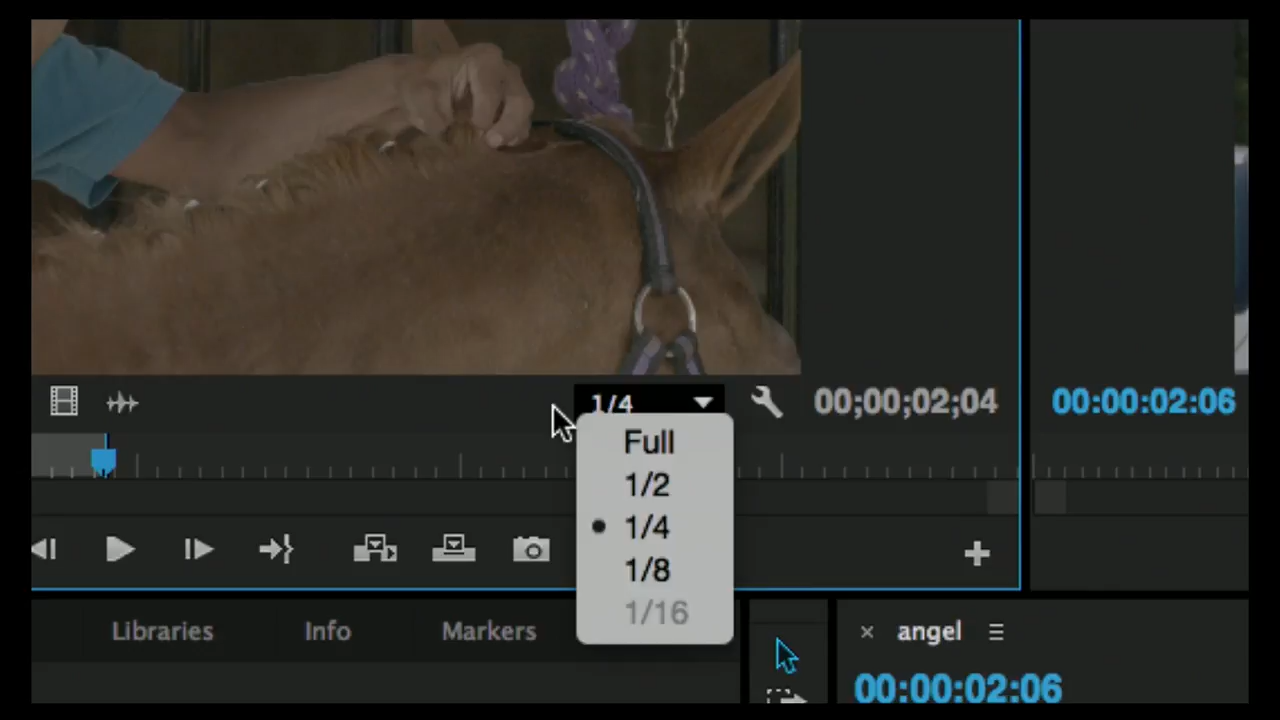 1/4
00;00;02;04
00:00:02:06
Full
1/2
1/4
1/8
1/16
Libraries
Info
Markers
× angel
00:00:02:06